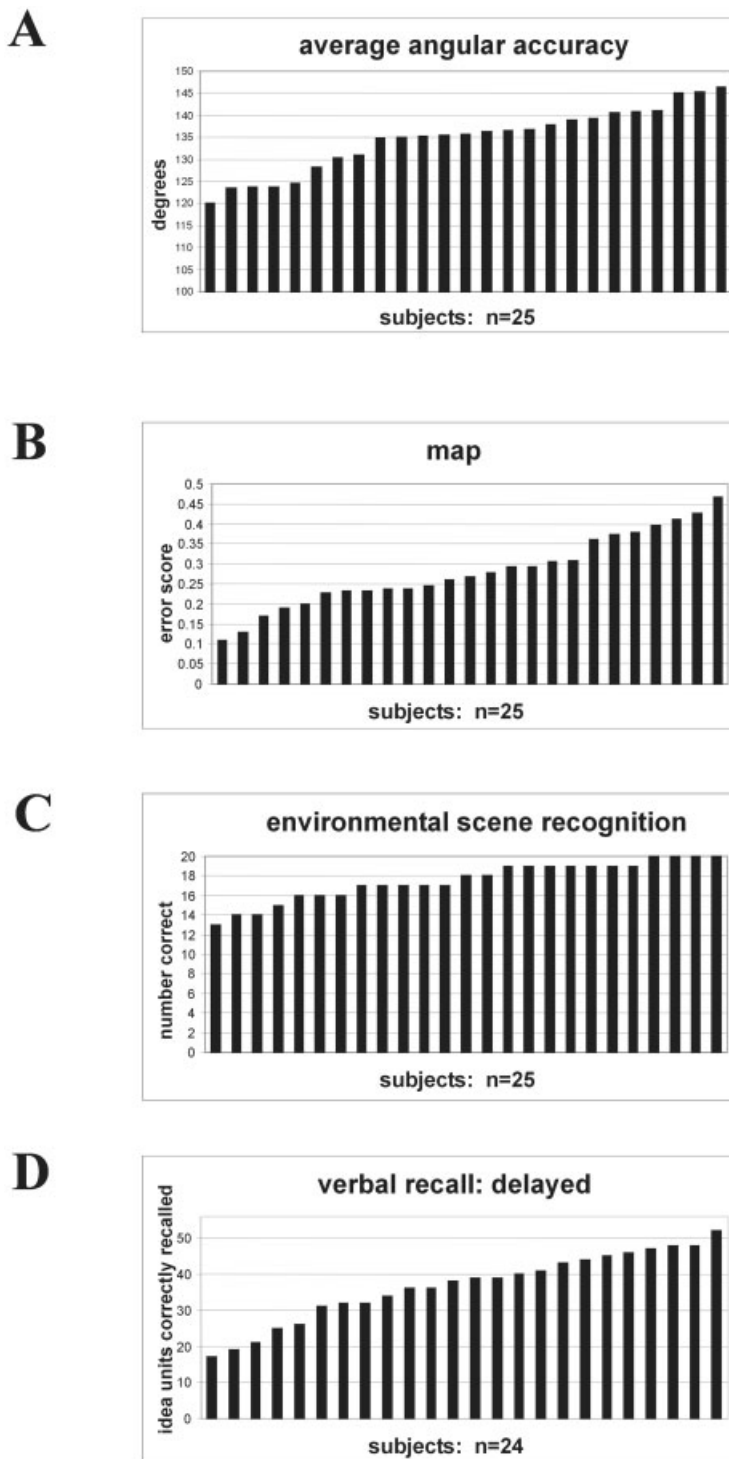 A
average angular accuracy
degrees
150
145
140
135
130
125
120
115
110
105
100
subjects: n=25
B
map
error score
0.5
0.45
0.4
0.35
0.3
0.25
0.2
0.15
0.1
0.05
0
subjects: n=25
C
environmental scene recognition
number correct
20
18
16
14
12
10
8
6
4
2
0
subjects: n=25
D
verbal recall: delayed
idea units correctly recalled
50
40
30
20
10
0
subjects: n=24